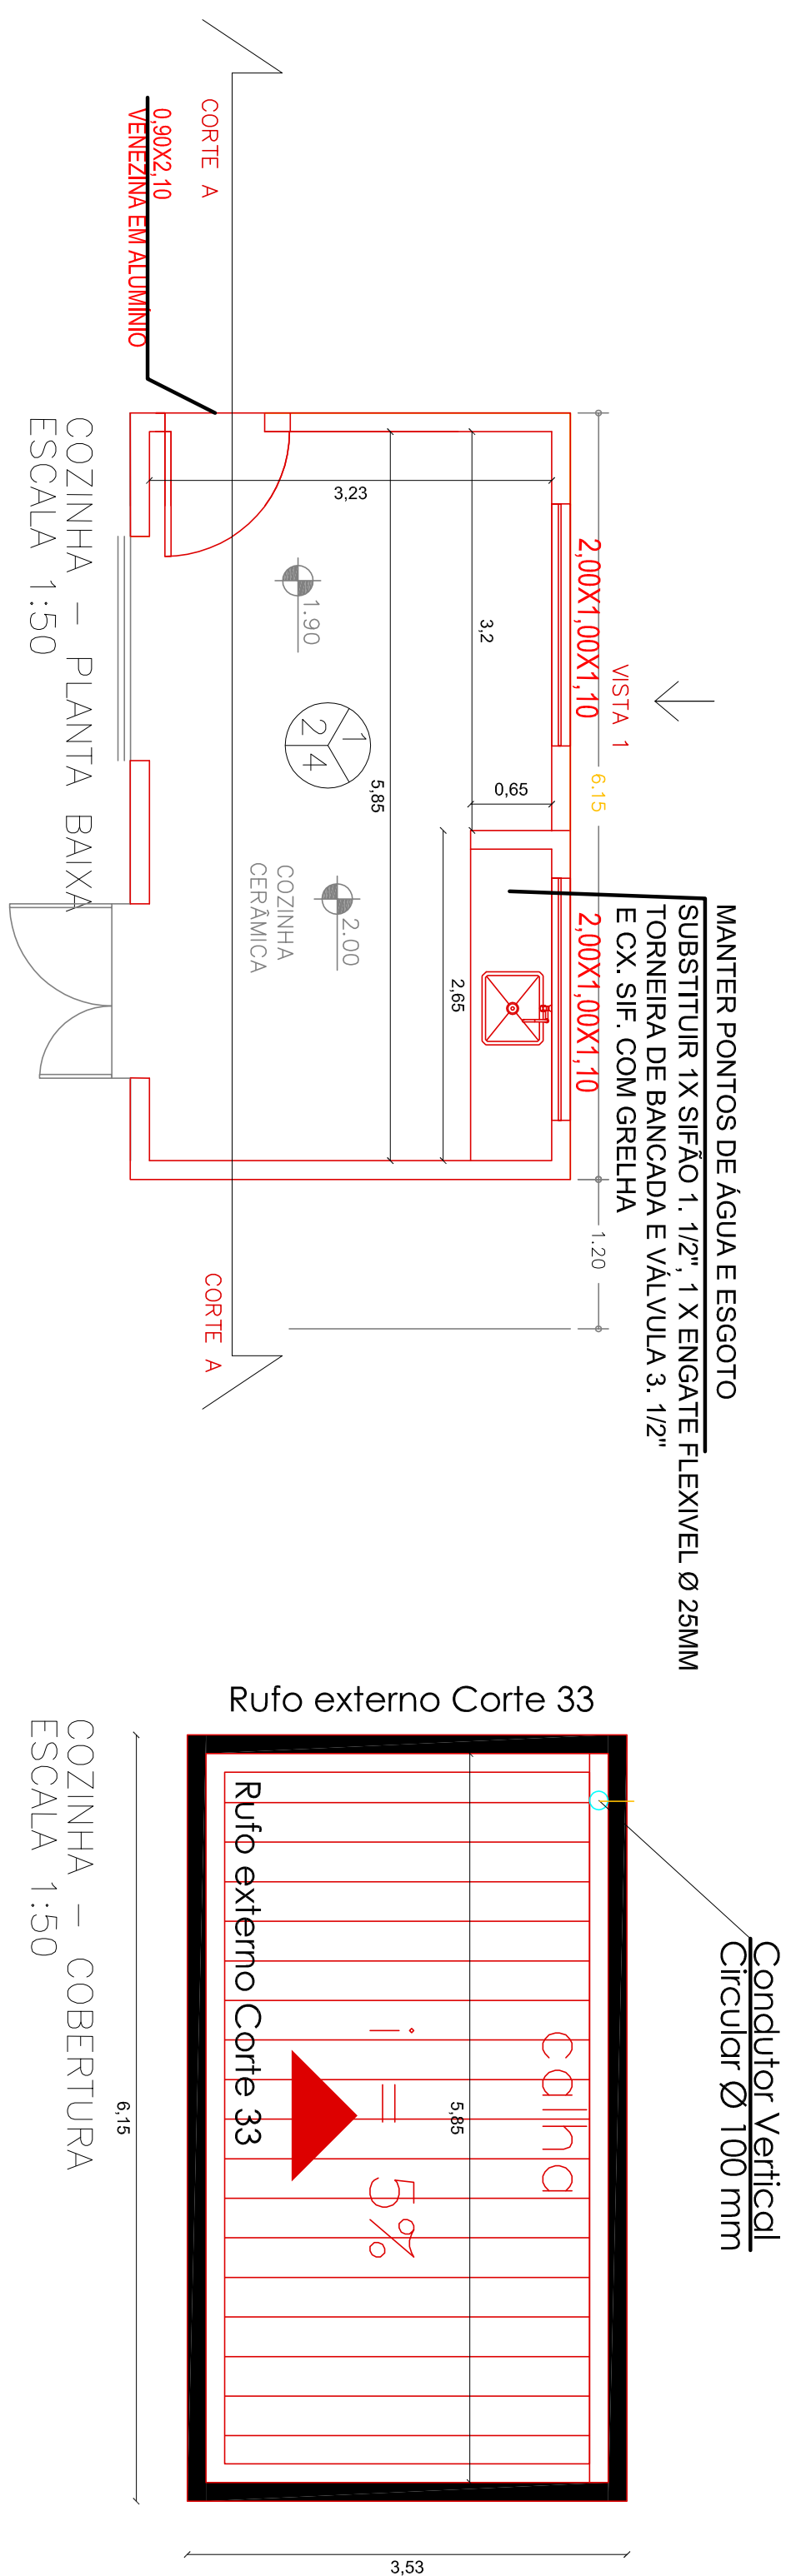 CORTE A
0,90X2,10
VENEZINA EM ALUMÍNIO
COZINHA - PLANTA BAIXA
ESCALA 1:50
3,23
1.90
2,00X1,00X1,10
VISTA 1
3,2
6.15
0,65
5,85
1
2
4
COZINHA
CERÂMICA
2.00
2,65
2,00X1,00X1,10
MANTER PONTOS DE ÁGUA E ESGOTO
SUBSTITUIR 1X SIFÃO 1. 1/2", 1 X ENGATE FLEXIVEL Ø 25MM
TORNEIRA DE BANCADA E VÁLVULA 3. 1/2"
E CX. SIF. COM GRELHA
1.20
CORTE A
Rufo externo Corte 33
COZINHA - COBERTURA
ESCALA 1:50
Rufo externo Corte 33
Condutor Vertical
Circular Ø 100 mm
calha
i = 5%
5,85
6,15
3,53